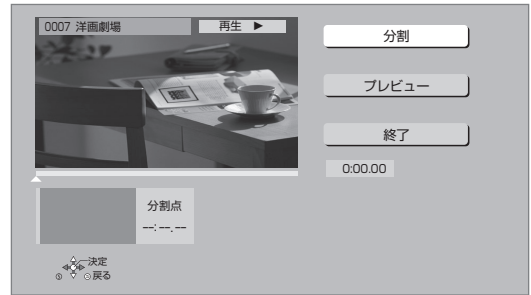 0007 洋画劇場
再生 ▶
分割
プレビュー
終了
0:00.00
分割点
--:--.--
決定
戻る